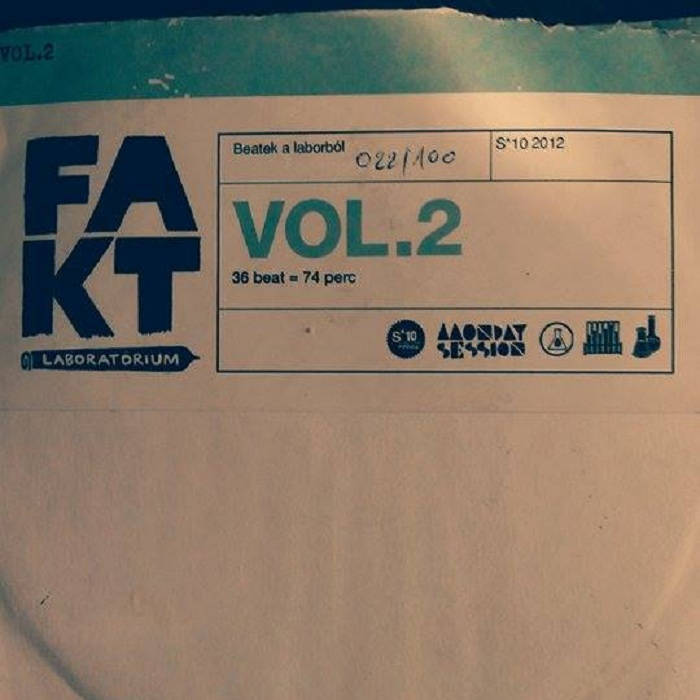 VOL.2
FA
KT
LABORATÓRIUM
Beatek a laborból 022/100
S*10 2012
VOL.2
36 beat = 74 perc
S*10
MONDAY
SESSION